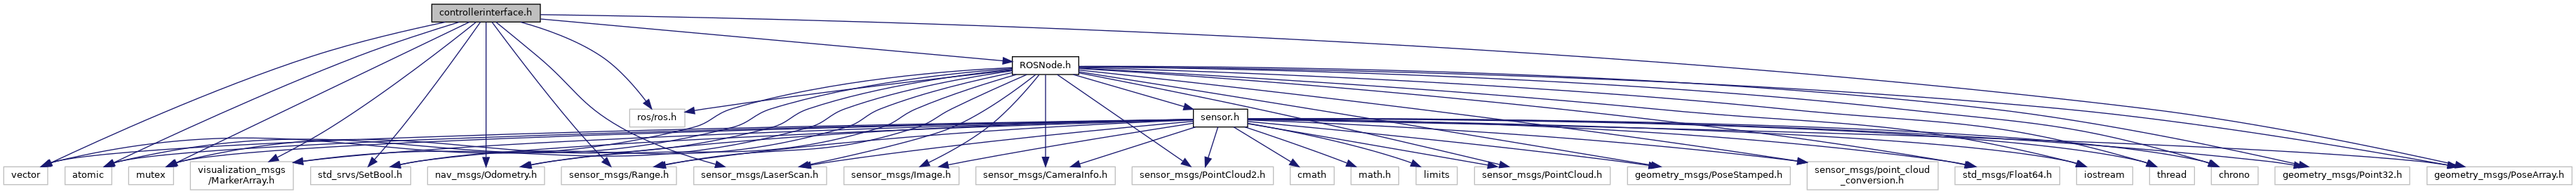 controllerinterface.h
ROSNode.h
ros/ros.h
sensor.h
vector
atomic
mutex
visualization_msgs
/MarkerArray.h
std_srvs/SetBool.h
nav_msgs/Odometry.h
sensor_msgs/Range.h
sensor_msgs/LaserScan.h
sensor_msgs/Image.h
sensor_msgs/CameraInfo.h
sensor_msgs/PointCloud2.h
cmath
math.h
limits
sensor_msgs/PointCloud.h
geometry_msgs/PoseStamped.h
sensor_msgs/point_cloud
_conversion.h
std_msgs/Float64.h
iostream
thread
chrono
geometry_msgs/Point32.h
geometry_msgs/PoseArray.h